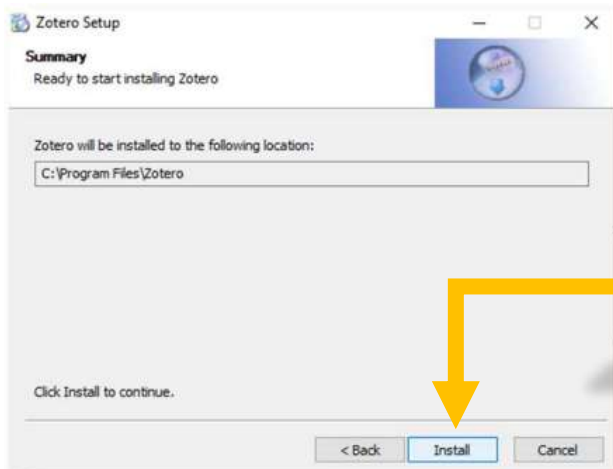 Zotero Setup
Summary
Ready to start installing Zotero
Zotero will be installed to the following location:
C:\Program Files\Zotero
Click Install to continue.
< Back
Install
Cancel